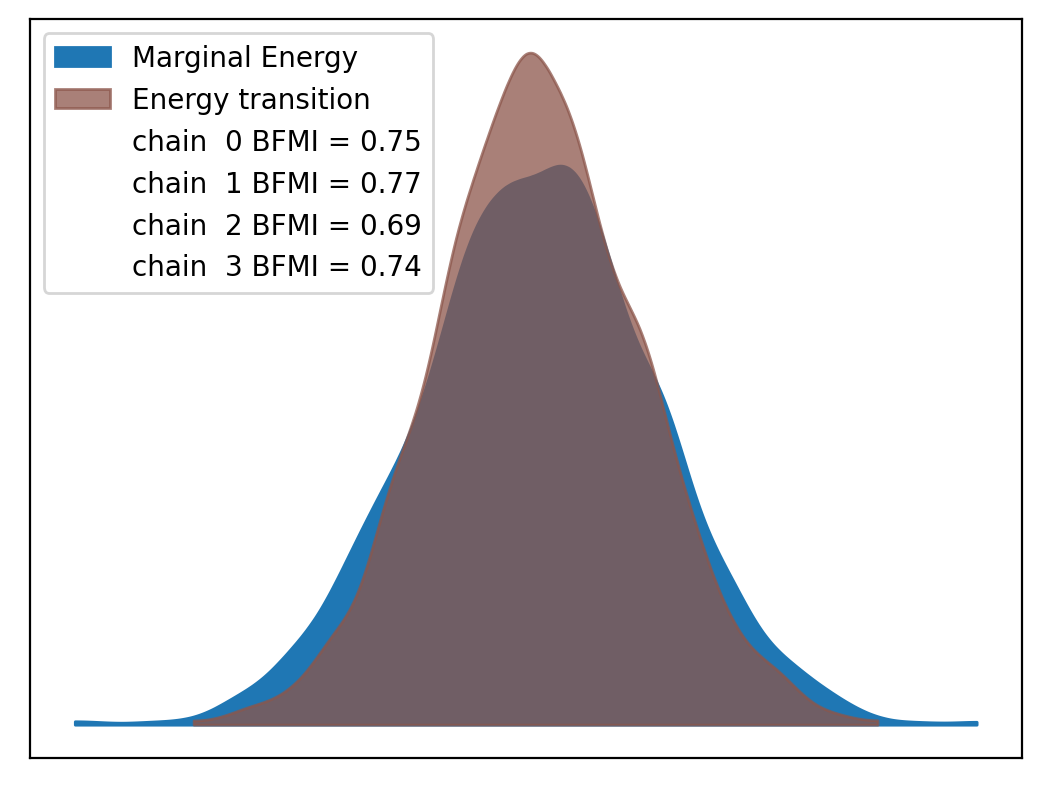 Marginal Energy
Energy transition
chain  0 BFMI = 0.75
chain  1 BFMI = 0.77
chain  2 BFMI = 0.69
chain  3 BFMI = 0.74